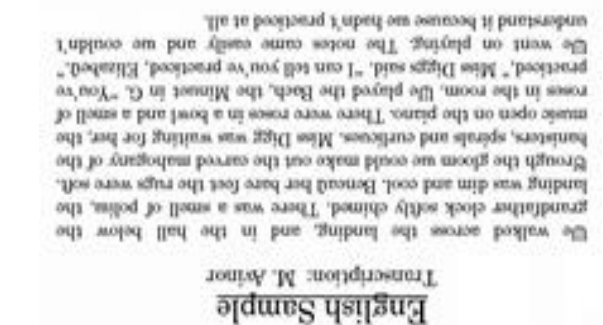 English Sample
Transcription: M. Avinor
We walked across the landing, and in the hall below the
grandfather clock softly chimed. There was a smell of polish, the
landing was dim and cool. Beneath her bare feet the rugs were soft.
Through the gloom we could make out the carved mahogany of the
banisters, spirals and curlicues. Miss Digg was waiting for her, the
music open on the piano. There were roses in a bowl and a smell of
roses in the room. We played the Bach, the Minuet in G. "You've
practiced," Miss Diggs said. "I can tell you've practiced, Elizabeth."
We went on playing. The notes came easily and we couldn't
understand it because we hadn't practiced at all.